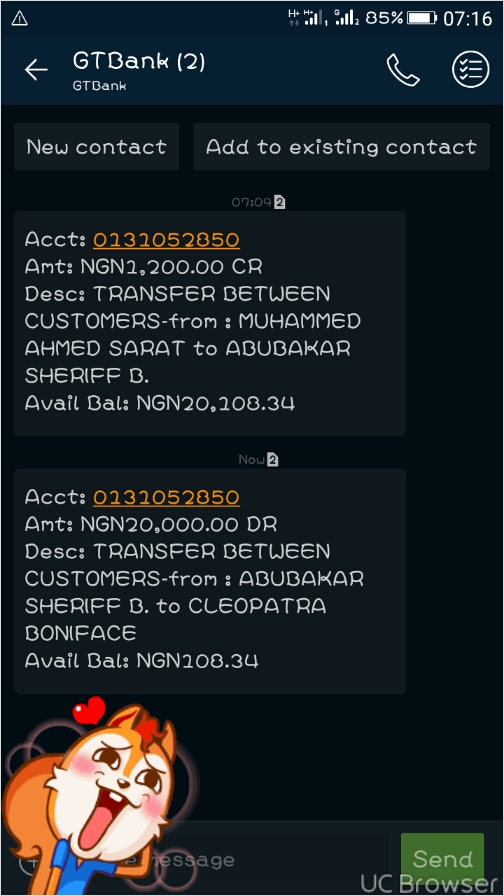 85% 07:16
GTBank (2)
GTBank
New contact
Add to existing contact
07:09 2
Acct: 0131052850
Amt: NGN1,200.00 CR
Desc: TRANSFER BETWEEN
CUSTOMERS-from : MUHAMMED
AHMED SARAT to ABUBAKAR
SHERIFF B.
Avail Bal: NGN20,108.34
Now 2
Acct: 0131052850
Amt: NGN20,000.00 DR
Desc: TRANSFER BETWEEN
CUSTOMERS-from : ABUBAKAR
SHERIFF B. to CLEOPATRA
BONIFACE
Avail Bal: NGN108.34
message
Send
UC Browser